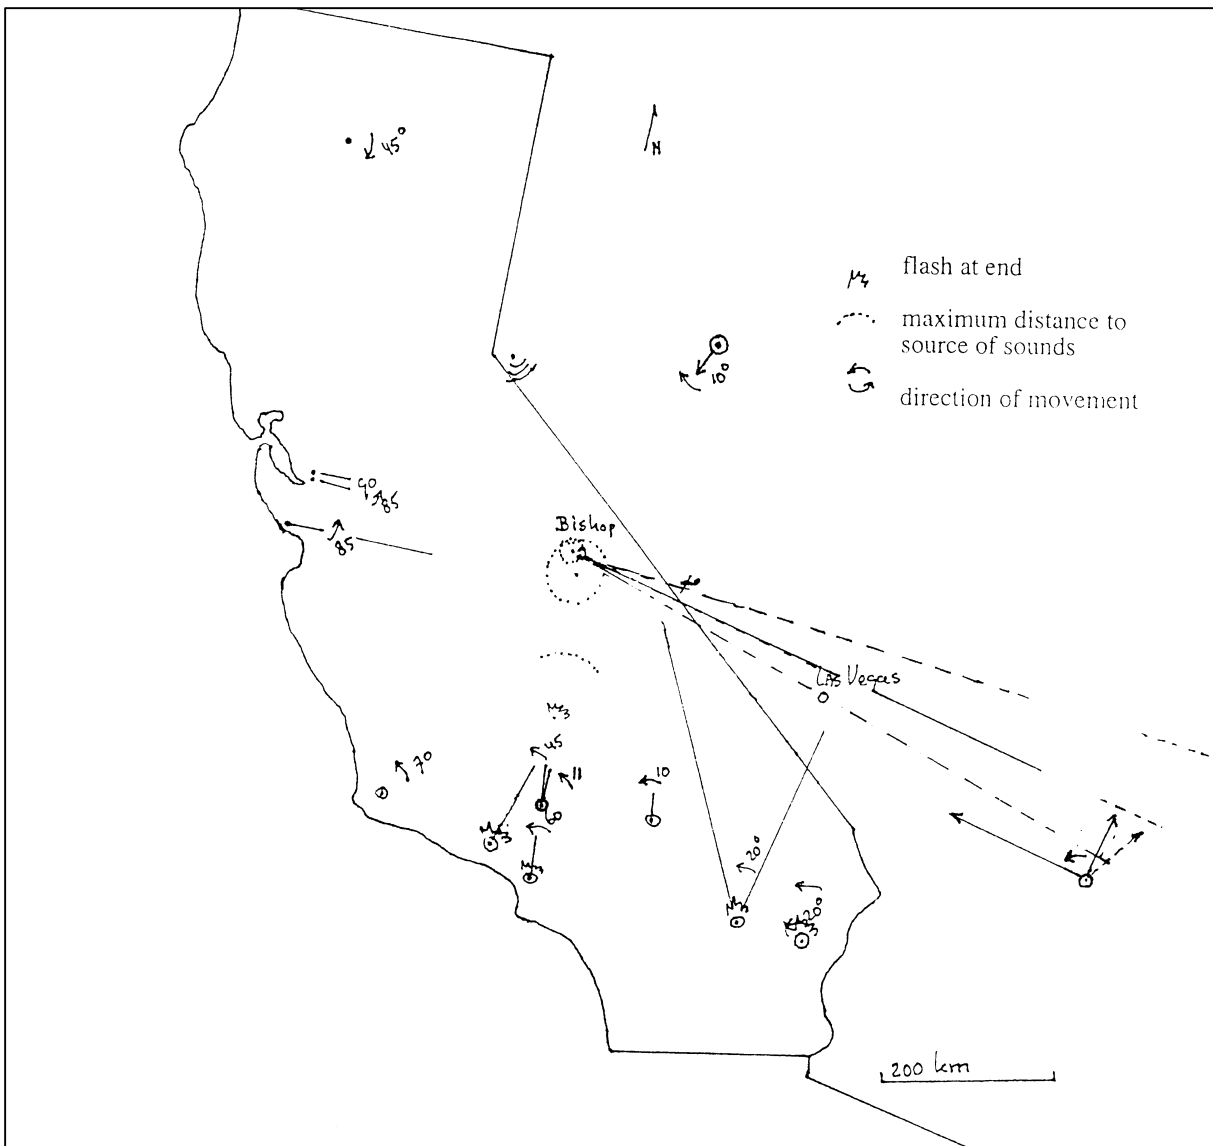 45°
N
flash at end
maximum distance to
source of sounds
10°
direction of movement
90
85
85
Bishop
Las Vegas
70
45
11
10
60
20°
20°
200 km